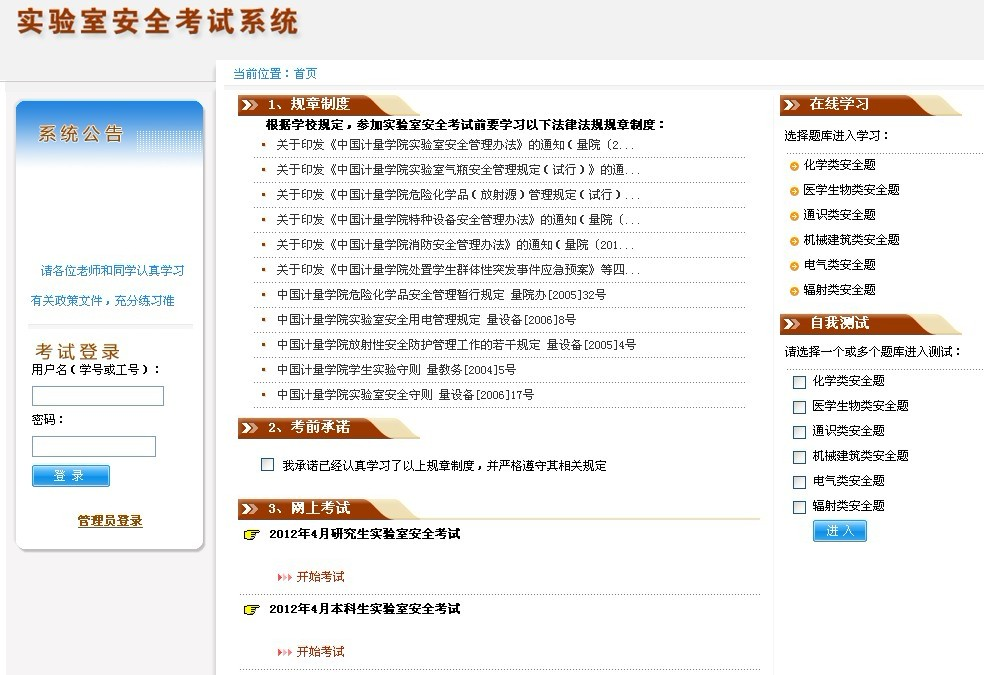 实验室安全考试系统
当前位置：首页
系统公告
请各位老师和同学认真学习
有关政策文件，充分练习准
考试登录
用户名(学号或工号)：
密码：
登 录
管理员登录
1、规章制度
根据学校规定，参加实验室安全考试前要学习以下法律法规规章制度：
关于印发《中国计量学院实验室安全管理办法》的通知(量院〔2...
关于印发《中国计量学院实验室气瓶安全管理规定(试行)》的通...
关于印发《中国计量学院危险化学品(放射源)管理规定(试行)...
关于印发《中国计量学院特种设备安全管理办法》的通知(量院〔...
关于印发《中国计量学院消防安全管理办法》的通知(量院〔201...
关于印发《中国计量学院处置学生群体性突发事件应急预案》等四...
中国计量学院危险化学品安全管理暂行规定 量院办[2005]32号
中国计量学院实验室安全用电管理规定 量设备[2006]8号
中国计量学院放射性安全防护管理工作的若干规定 量设备[2005]4号
中国计量学院学生实验守则 量教务[2004]5号
中国计量学院实验室安全守则 量设备[2006]17号
2、考前承诺
我承诺已经认真学习了以上规章制度，并严格遵守其相关规定
3、网上考试
2012年4月研究生实验室安全考试
开始考试
2012年4月本科生实验室安全考试
开始考试
在线学习
选择题库进入学习：
化学类安全题
医学生物类安全题
通识类安全题
机械建筑类安全题
电气类安全题
辐射类安全题
自我测试
请选择一个或多个题库进入测试：
化学类安全题
医学生物类安全题
通识类安全题
机械建筑类安全题
电气类安全题
辐射类安全题
进 入